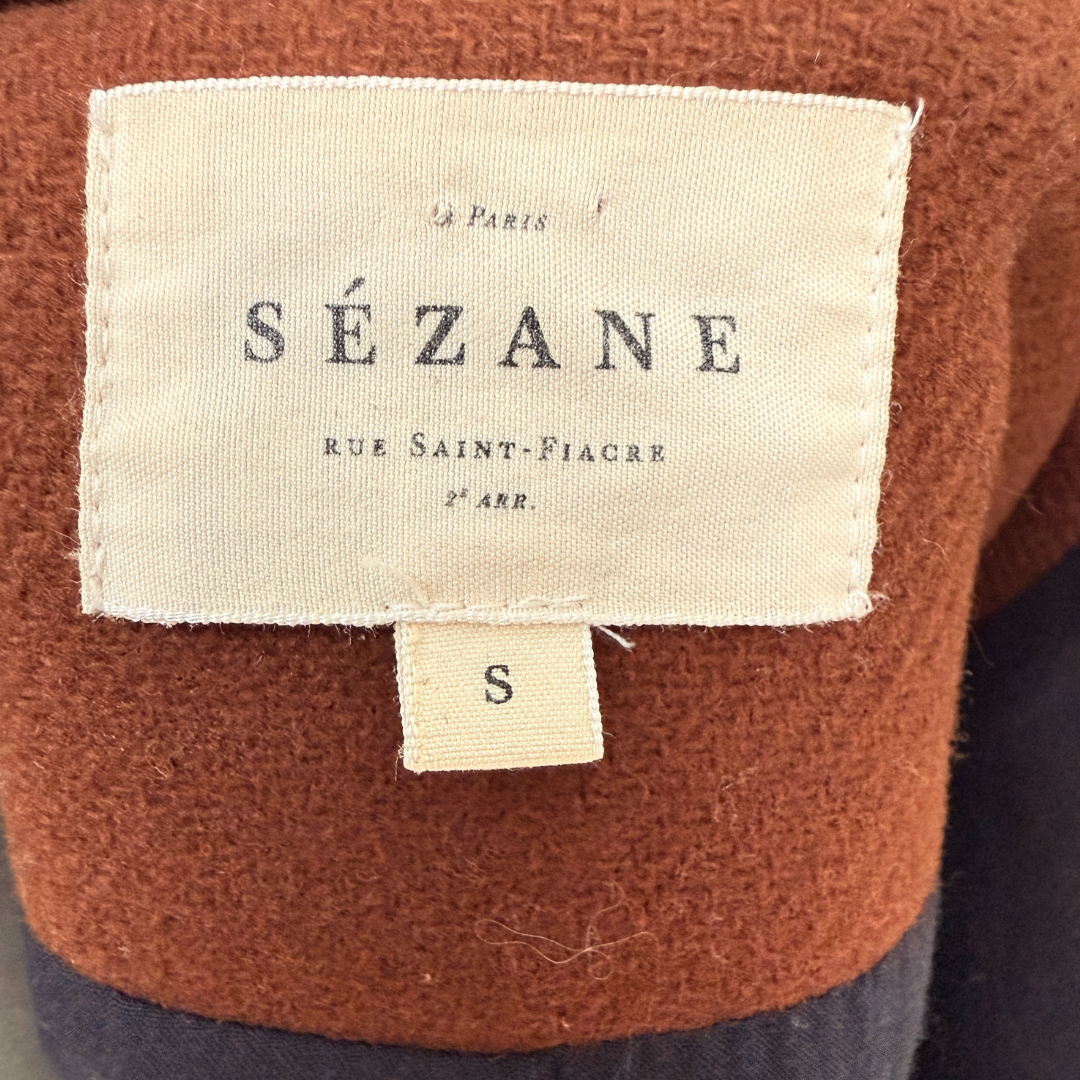 à Paris
SÉZANE
RUE SAINT-FIACRE
2E ARR.
S